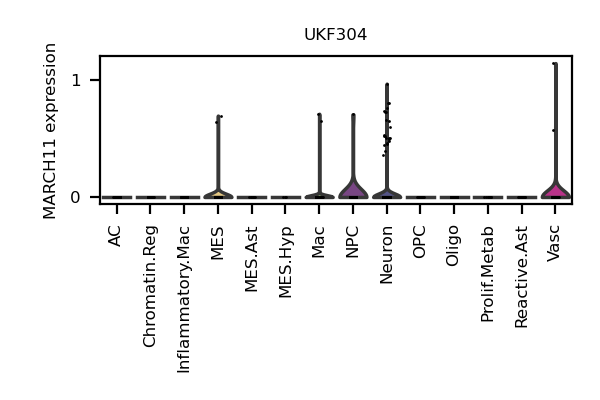 UKF304
MARCH11 expression
1
0
AC
Chromatin.Reg
Inflammatory.Mac
MES
MES.Ast
MES.Hyp
Mac
NPC
Neuron
OPC
Oligo
Prolif.Metab
Reactive.Ast
Vasc